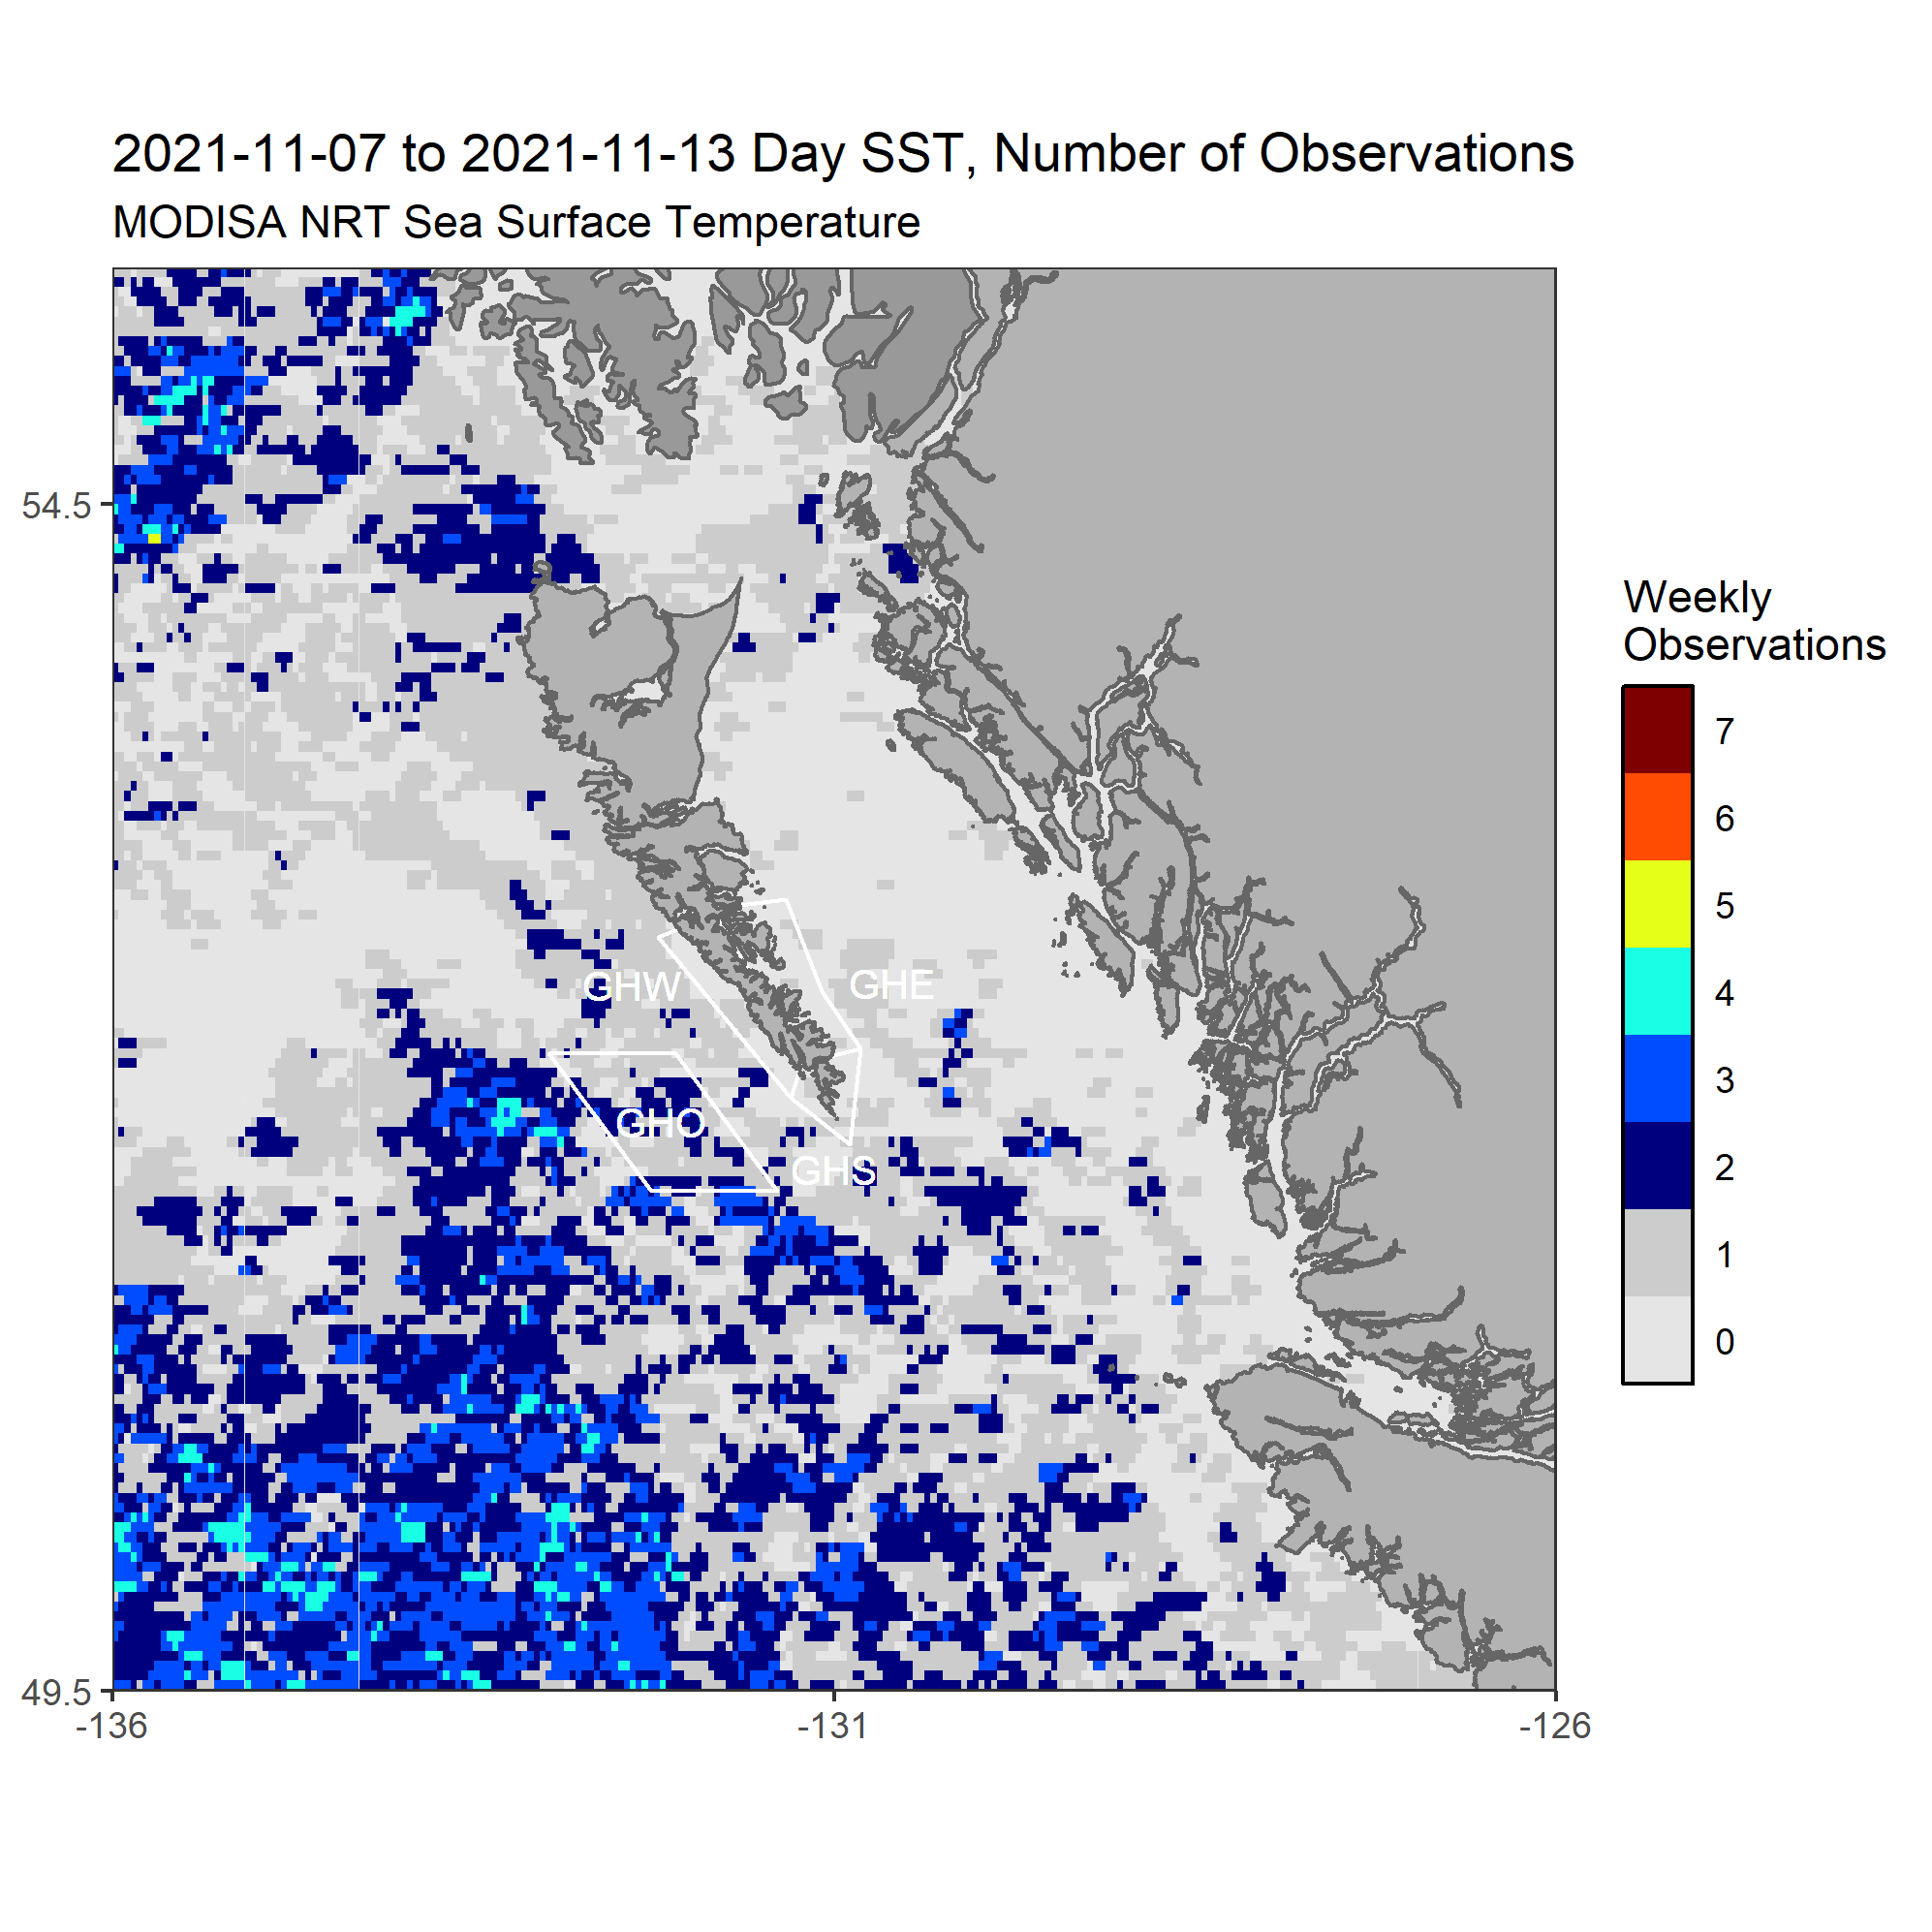 2021-11-07 to 2021-11-13 Day SST, Number of Observations
MODISA NRT Sea Surface Temperature
54.5
49.5
-136
-131
-126
GHW
GHE
GHO
GHS
Weekly
Observations
7
6
5
4
3
2
1
0